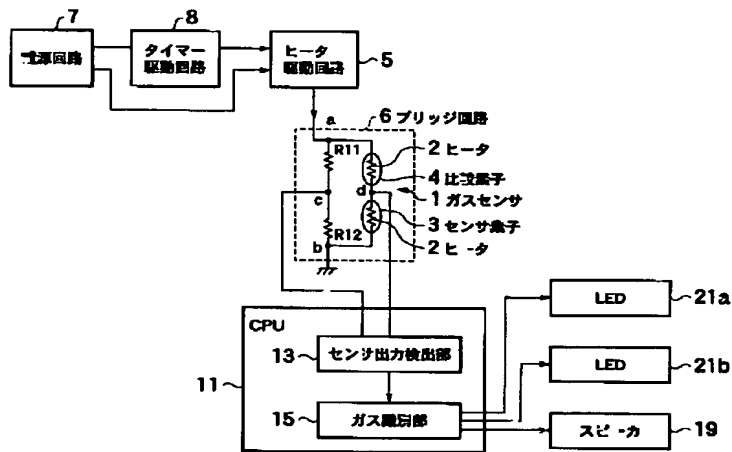 7
8
電源回路
タイマー
駆動回路
ヒータ
駆動回路
5
a
6 ブリッジ回路
R11
2 ヒータ
4 比較素子
c
d
1 ガスセンサ
R12
3 センサ素子
b
2 ヒータ
LED
21a
CPU
13
センサ出力検出部
LED
21b
11
15
ガス識別部
スピーカ
19